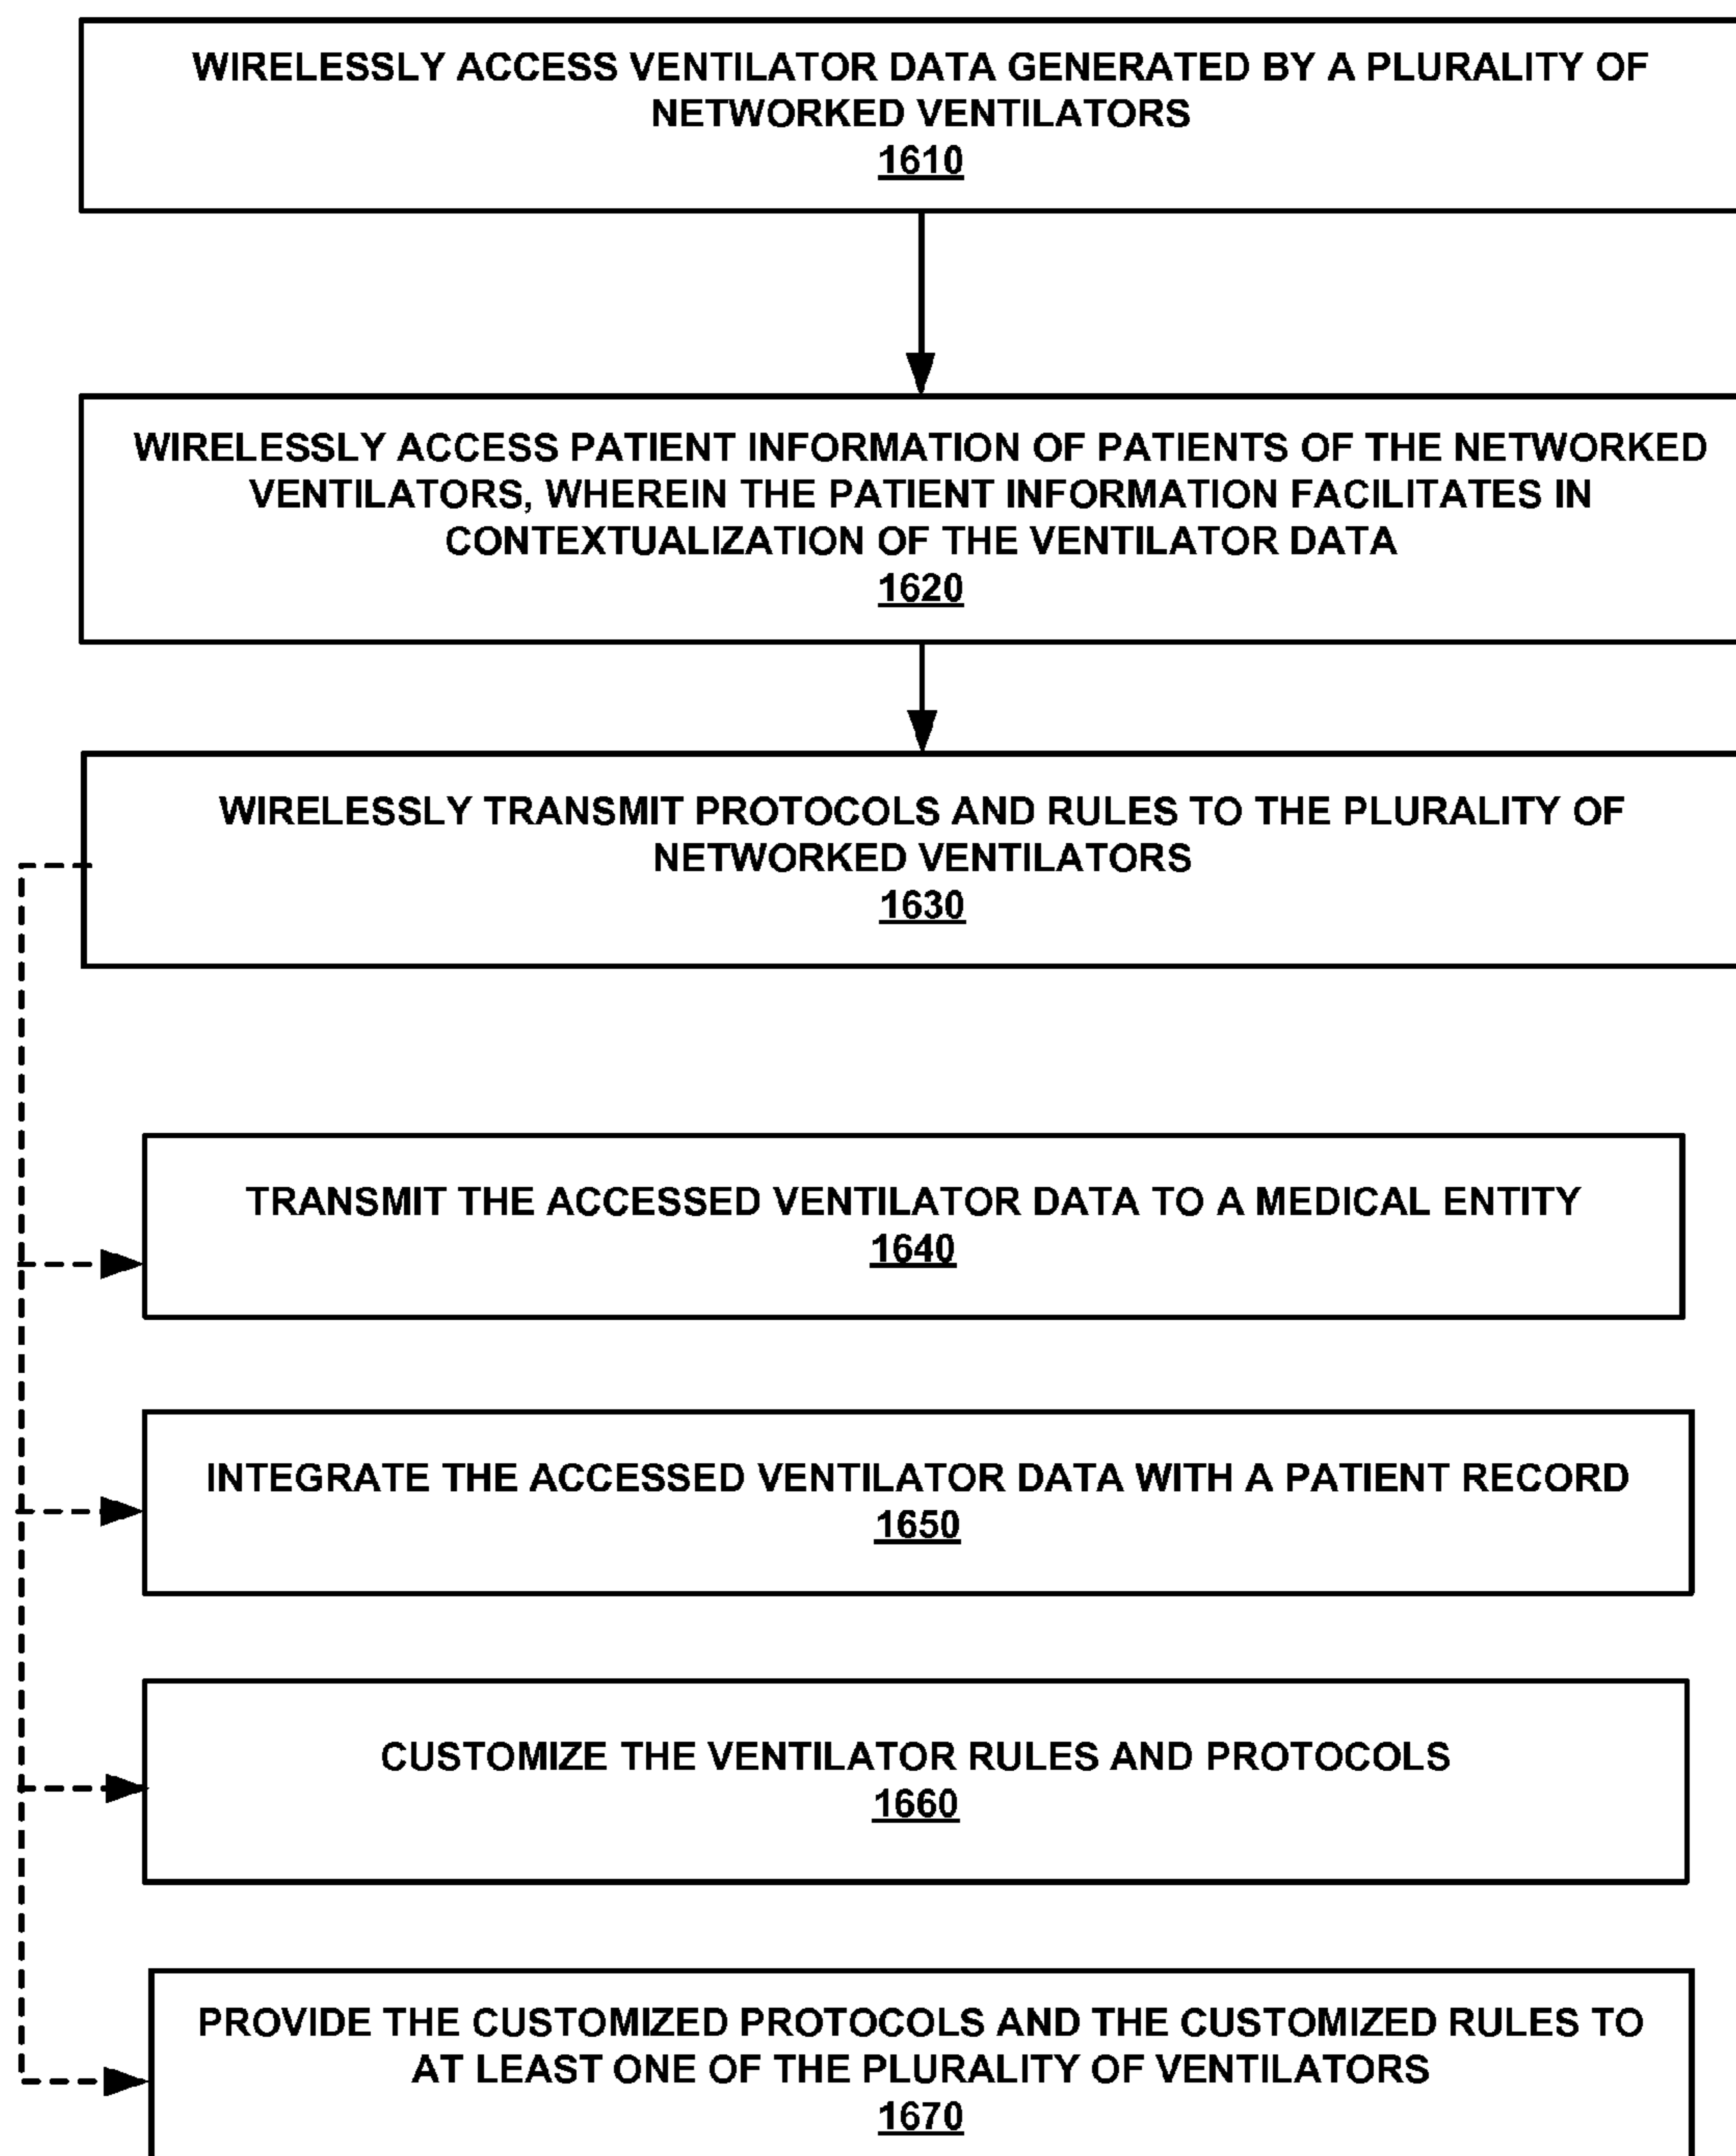 WIRELESSLY ACCESS VENTILATOR DATA GENERATED BY A PLURALITY OF
NETWORKED VENTILATORS
1610
WIRELESSLY ACCESS PATIENT INFORMATION OF PATIENTS OF THE NETWORKED
VENTILATORS, WHEREIN THE PATIENT INFORMATION FACILITATES IN
CONTEXTUALIZATION OF THE VENTILATOR DATA
1620
WIRELESSLY TRANSMIT PROTOCOLS AND RULES TO THE PLURALITY OF
NETWORKED VENTILATORS
1630
TRANSMIT THE ACCESSED VENTILATOR DATA TO A MEDICAL ENTITY
1640
INTEGRATE THE ACCESSED VENTILATOR DATA WITH A PATIENT RECORD
1650
CUSTOMIZE THE VENTILATOR RULES AND PROTOCOLS
1660
PROVIDE THE CUSTOMIZED PROTOCOLS AND THE CUSTOMIZED RULES TO
AT LEAST ONE OF THE PLURALITY OF VENTILATORS
1670